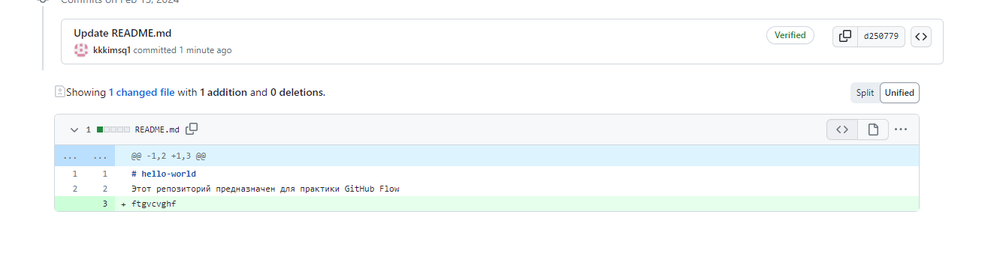 Commits on Feb 15, 2024
Update README.md
Verified
d250779
kkkimsq1 committed 1 minute ago
Showing 1 changed file with 1 addition and 0 deletions.
Split Unified
1 README.md
... ... @@ -1,2 +1,3 @@
1 1 # hello-world
2 2 Этот репозиторий предназначен для практики GitHub Flow
3 + ftgvcvghf